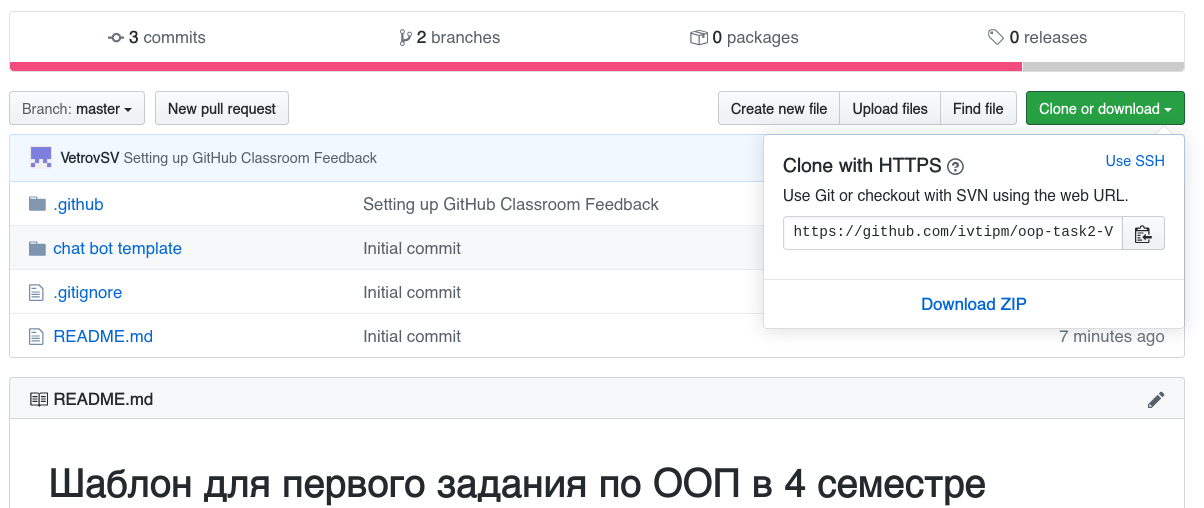 3 commits 2 branches 0 packages 0 releases
Branch: master New pull request Create new file Upload files Find file Clone or download
VetrovSV Setting up GitHub Classroom Feedback
Clone with HTTPS Use SSH
Use Git or checkout with SVN using the web URL.
https://github.com/ivtipm/oop-task2-V
Download ZIP
.github Setting up GitHub Classroom Feedback
chat bot template Initial commit
.gitignore Initial commit
README.md Initial commit 7 minutes ago
README.md
Шаблон для первого задания по ООП в 4 семестре